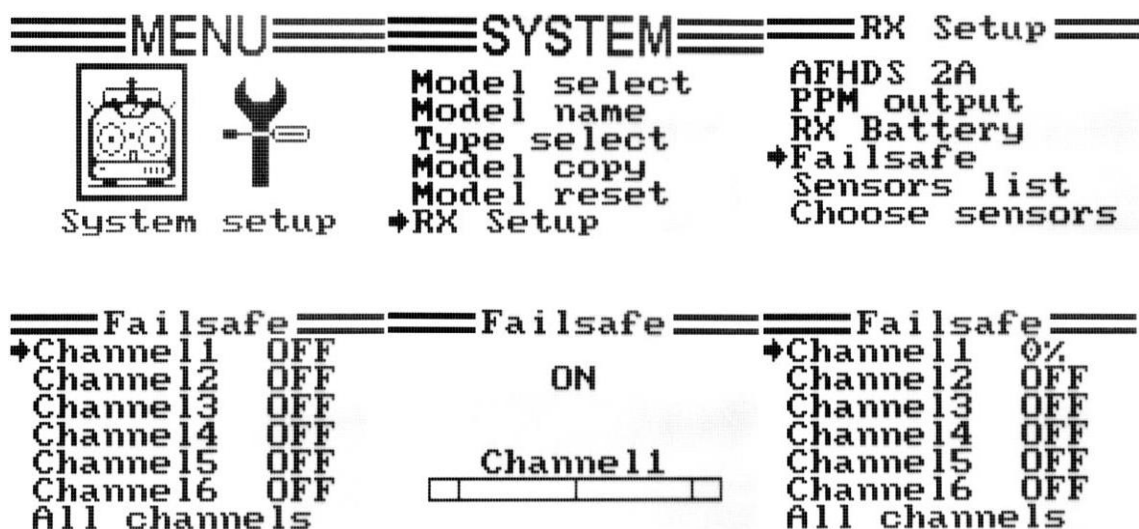 MENU
System setup
SYSTEM
Model select
Model name
Type select
Model copy
Model reset
RX Setup
RX Setup
AFHDS 2A
PPM output
RX Battery
Failsafe
Sensors list
Choose sensors
Failsafe
Channel1 OFF
Channel2 OFF
Channel3 OFF
Channel4 OFF
Channel5 OFF
Channel6 OFF
All channels
Failsafe
ON
Channel1
Failsafe
Channel1 0%
Channel2 OFF
Channel3 OFF
Channel4 OFF
Channel5 OFF
Channel6 OFF
All channels